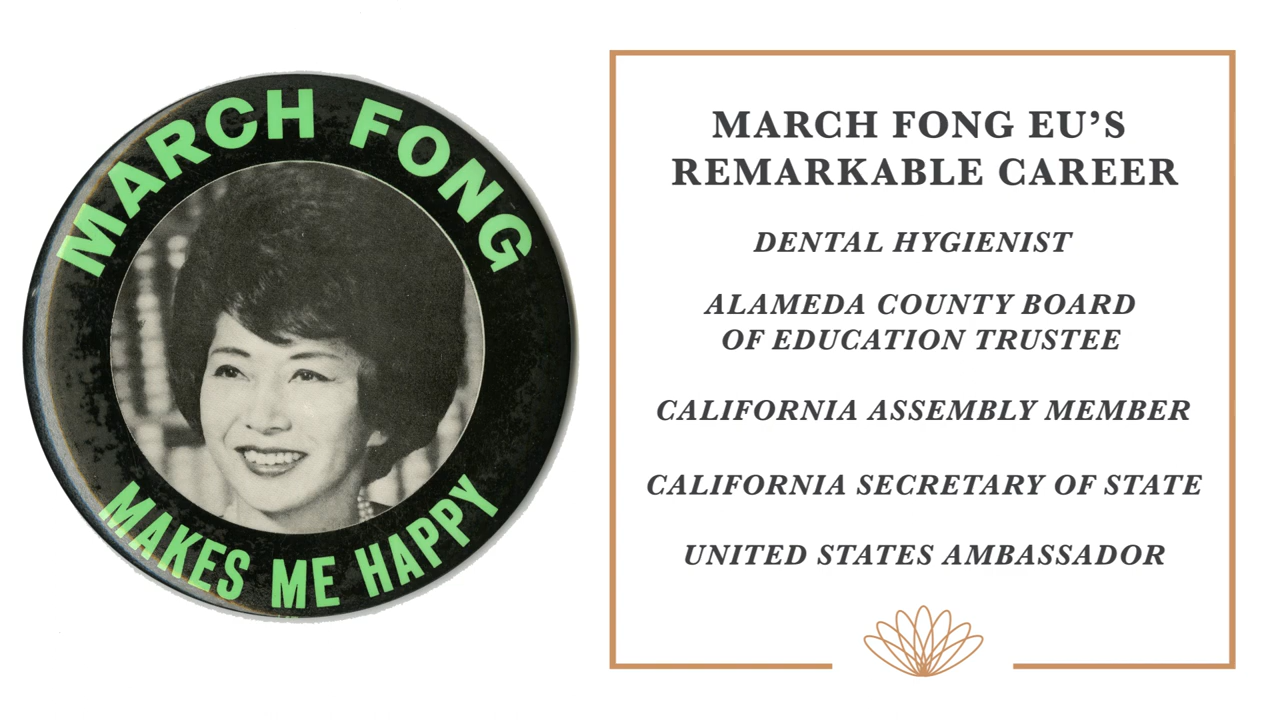 MARCH FONG
MAKES ME HAPPY
MARCH FONG EU'S
REMARKABLE CAREER
DENTAL HYGIENIST
ALAMEDA COUNTY BOARD
OF EDUCATION TRUSTEE
CALIFORNIA ASSEMBLY MEMBER
CALIFORNIA SECRETARY OF STATE
UNITED STATES AMBASSADOR